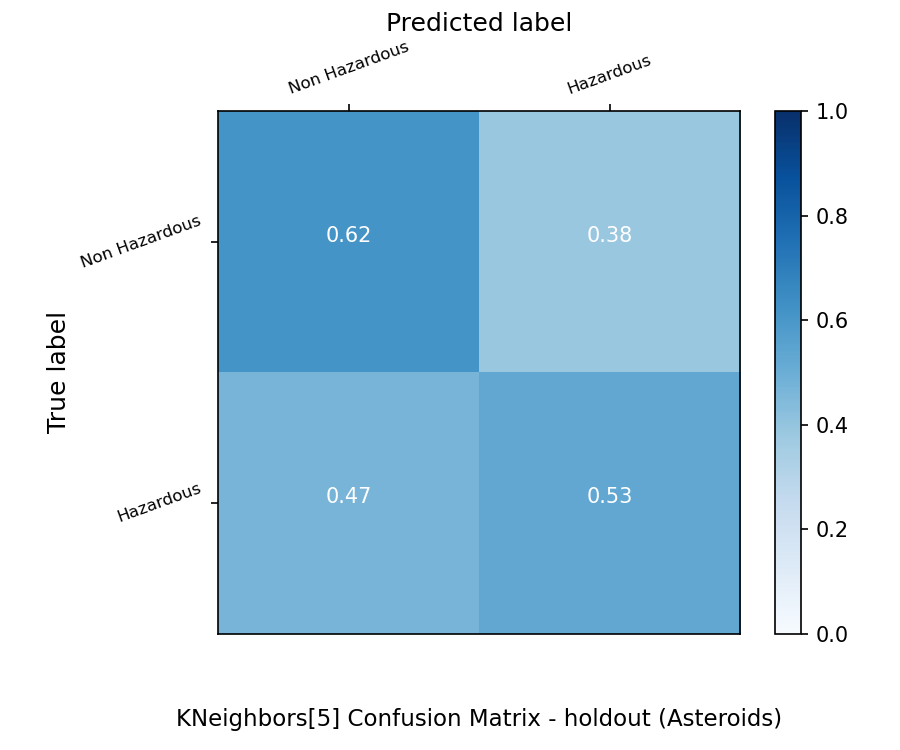 Predicted label
Non Hazardous
Hazardous
1.0
0.8
0.6
0.4
0.2
0.0
True label
Non Hazardous
0.62
0.38
Hazardous
0.47
0.53
KNeighbors[5] Confusion Matrix - holdout (Asteroids)